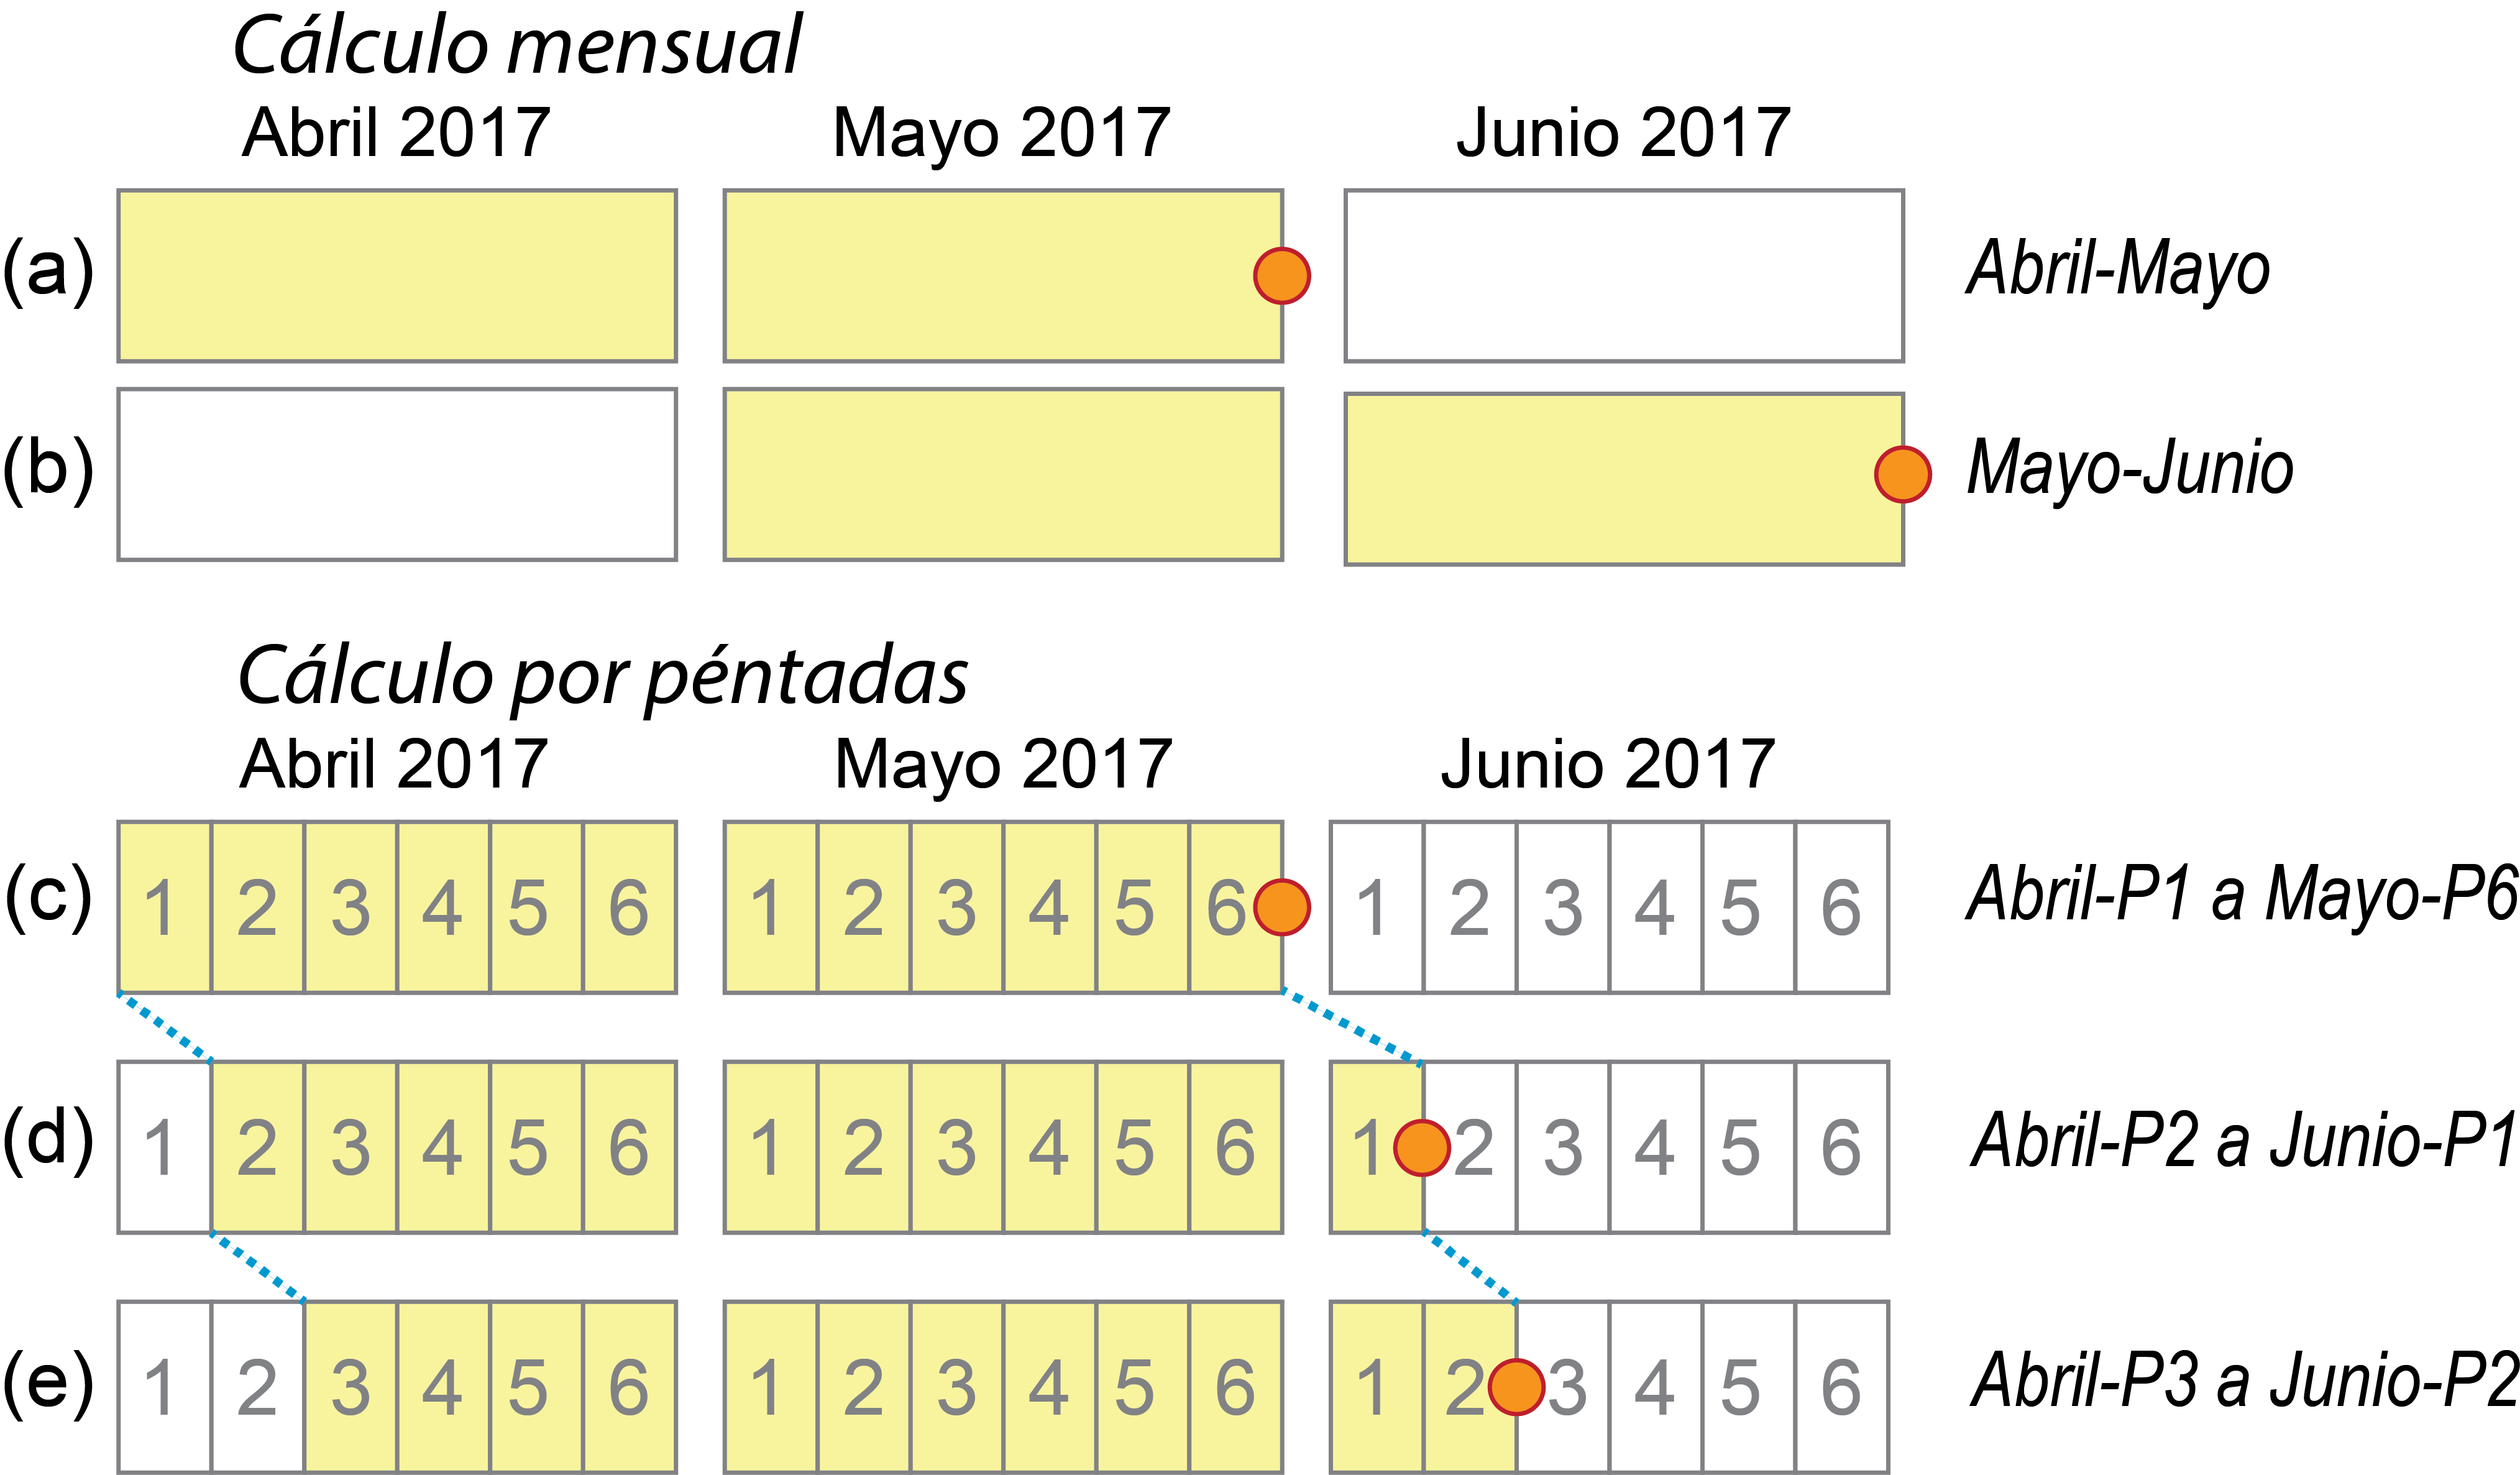 Cálculo mensual
Abril 2017 Mayo 2017 Junio 2017
(a) Abril-Mayo
(b) Mayo-Junio
Cálculo por péntadas
Abril 2017 Mayo 2017 Junio 2017
(c) 1 2 3 4 5 6 1 2 3 4 5 6 1 2 3 4 5 6 Abril-P1 a Mayo-P6
(d) 1 2 3 4 5 6 1 2 3 4 5 6 1 2 3 4 5 6 Abril-P2 a Junio-P1
(e) 1 2 3 4 5 6 1 2 3 4 5 6 1 2 3 4 5 6 Abril-P3 a Junio-P2